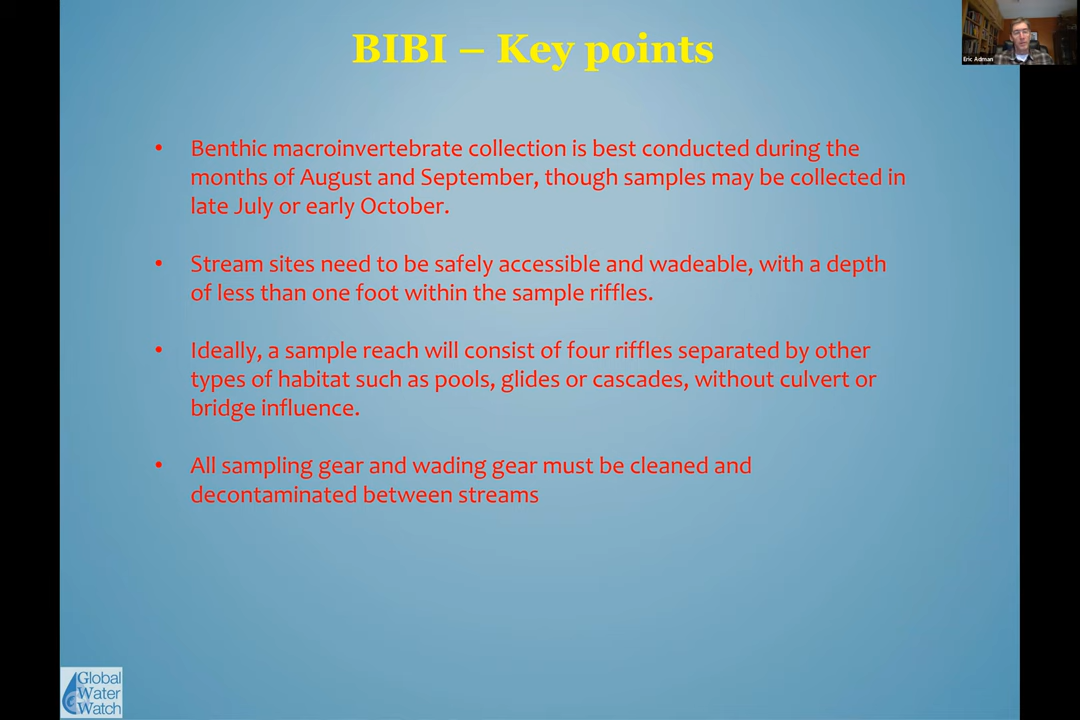 BIBI – Key points
Eric Adman
• Benthic macroinvertebrate collection is best conducted during the
months of August and September, though samples may be collected in
late July or early October.
• Stream sites need to be safely accessible and wadeable, with a depth
of less than one foot within the sample riffles.
• Ideally, a sample reach will consist of four riffles separated by other
types of habitat such as pools, glides or cascades, without culvert or
bridge influence.
• All sampling gear and wading gear must be cleaned and
decontaminated between streams
Global
Water
Watch